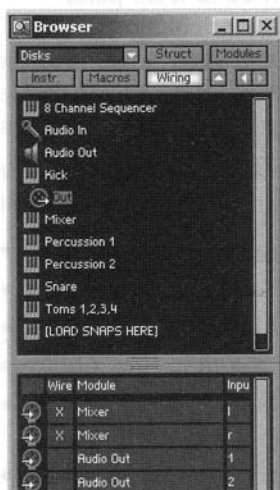 Browser
Disks Struct Modules
Instr. Macros Wiring
8 Channel Sequencer
Audio In
Audio Out
Kick
Out
Mixer
Percussion 1
Percussion 2
Snare
Toms 1,2,3,4
[LOAD SNAPS HERE]
Wire Module Inpu
X Mixer l
X Mixer r
Audio Out 1
Audio Out 2